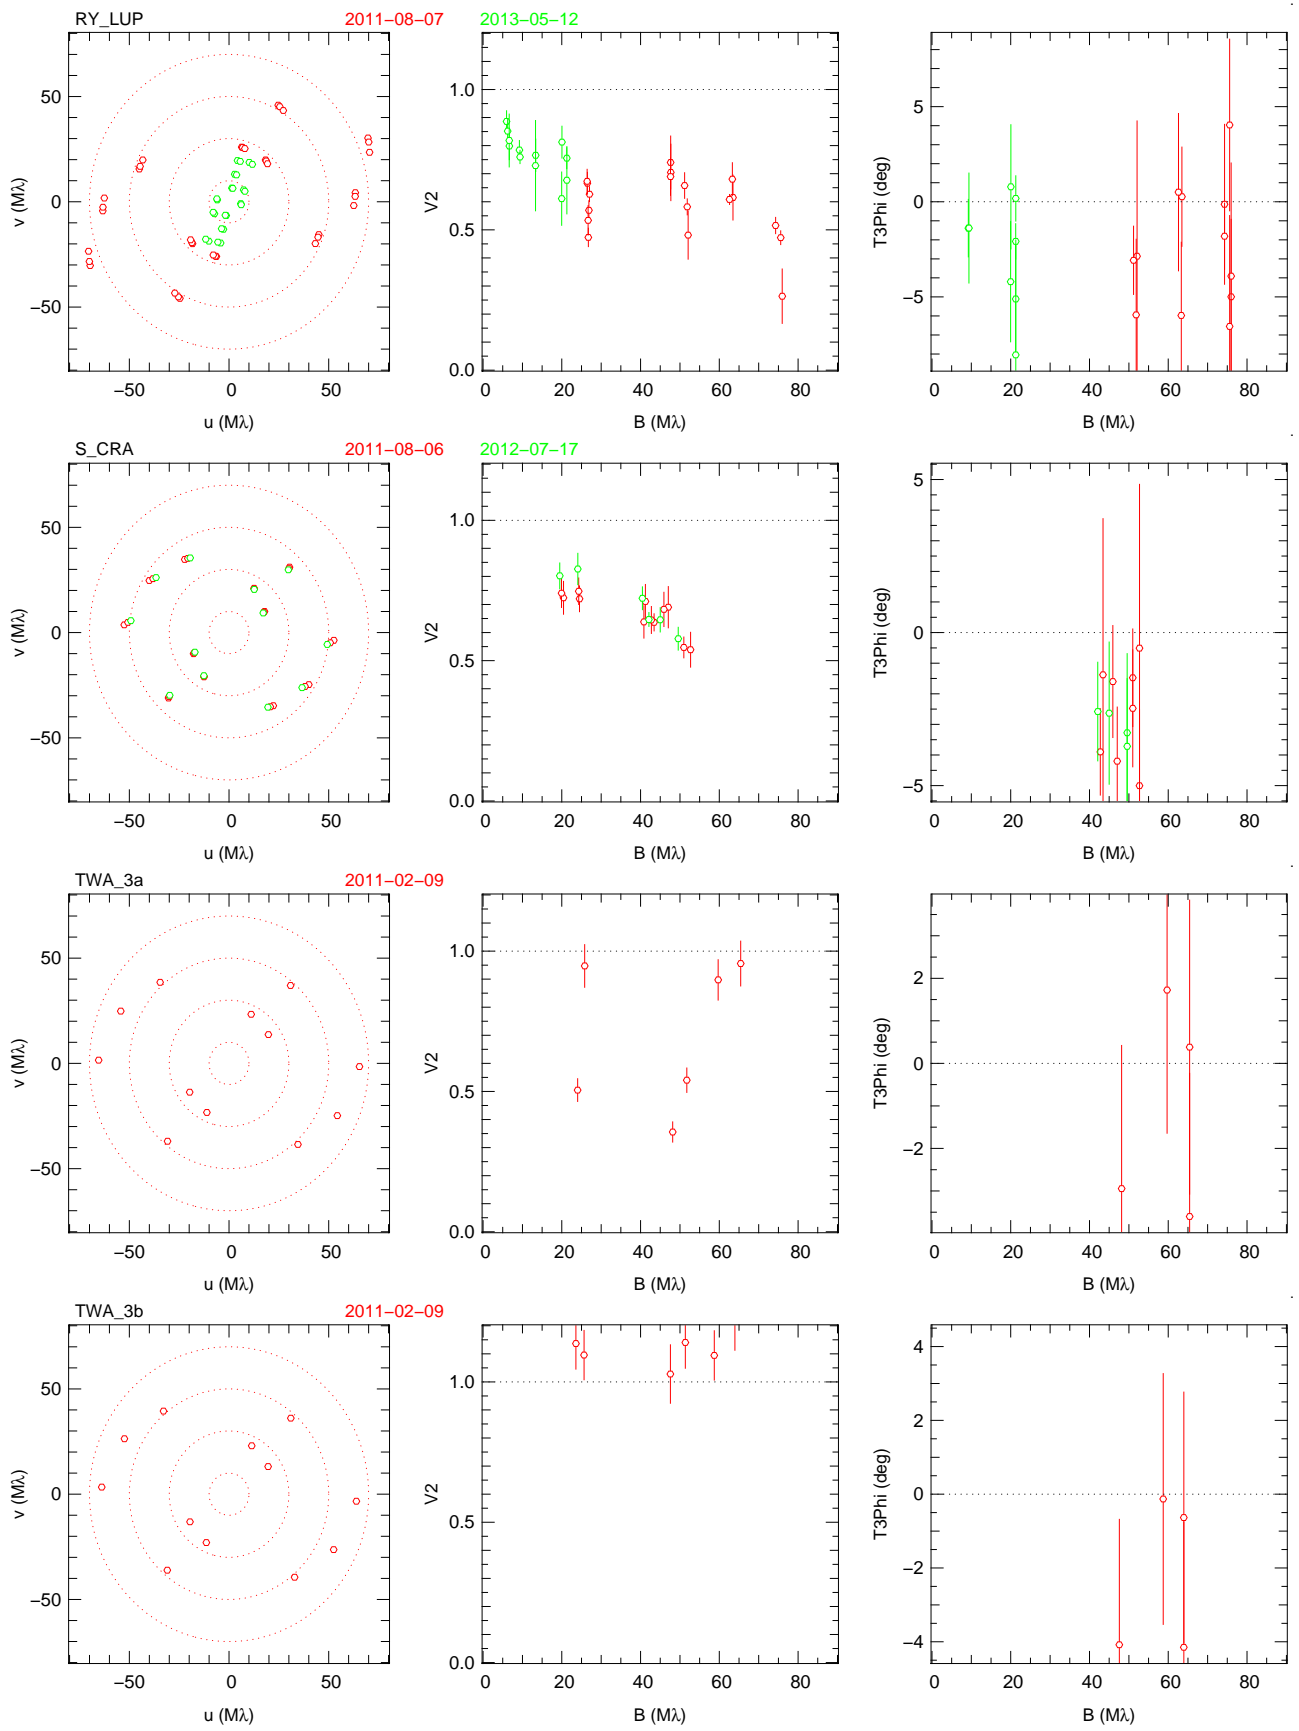 RY_LUP 2011−08−07 2013−05−12
v (Mλ)
50
0
−50
−50 0 50
u (Mλ)
V2
1.0
0.5
0.0
0 20 40 60 80
B (Mλ)
T3Phi (deg)
5
0
−5
0 20 40 60 80
B (Mλ)
S_CRA 2011−08−06 2012−07−17
v (Mλ)
50
0
−50
−50 0 50
u (Mλ)
V2
1.0
0.5
0.0
0 20 40 60 80
B (Mλ)
T3Phi (deg)
5
0
−5
0 20 40 60 80
B (Mλ)
TWA_3a 2011−02−09
v (Mλ)
50
0
−50
−50 0 50
u (Mλ)
V2
1.0
0.5
0.0
0 20 40 60 80
B (Mλ)
T3Phi (deg)
2
0
−2
0 20 40 60 80
B (Mλ)
TWA_3b 2011−02−09
v (Mλ)
50
0
−50
−50 0 50
u (Mλ)
V2
1.0
0.5
0.0
0 20 40 60 80
B (Mλ)
T3Phi (deg)
4
2
0
−2
−4
0 20 40 60 80
B (Mλ)